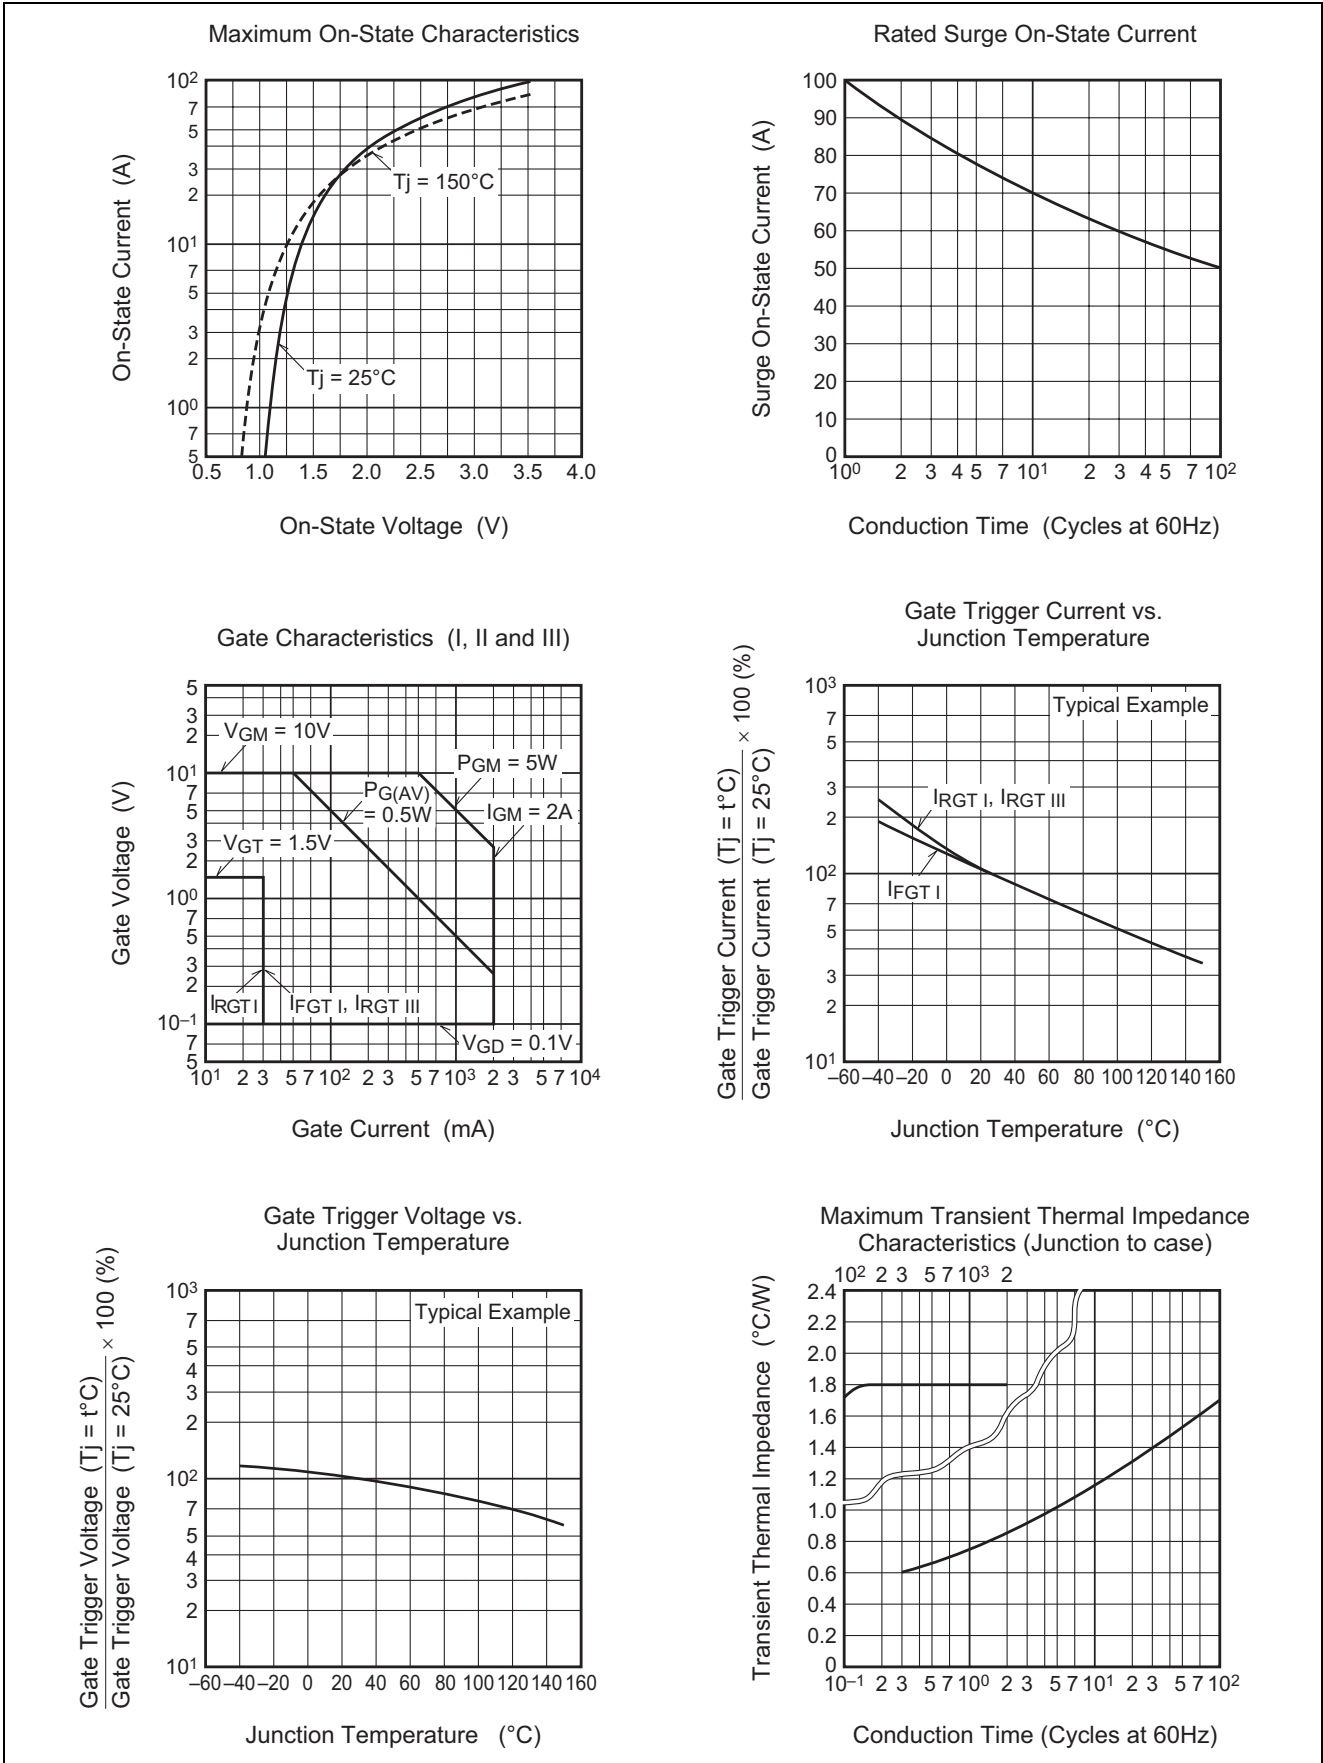 Maximum On-State Characteristics
On-State Current (A)
10²
7
5
3
2
10¹
7
5
3
2
10⁰
7
5
Tj = 150°C
Tj = 25°C
0.5 1.0 1.5 2.0 2.5 3.0 3.5 4.0
On-State Voltage (V)
Rated Surge On-State Current
Surge On-State Current (A)
100
90
80
70
60
50
40
30
20
10
0
10⁰ 2 3 4 5 7 10¹ 2 3 4 5 7 10²
Conduction Time (Cycles at 60Hz)
Gate Characteristics (I, II and III)
Gate Voltage (V)
5
3
2
10¹
7
5
3
2
10⁰
7
5
3
2
10⁻¹
7
5
VGM = 10V
PGM = 5W
PG(AV)
= 0.5W
IGM = 2A
VGT = 1.5V
IRGT I
IFGT I, IRGT III
VGD = 0.1V
10¹ 2 3 5 7 10² 2 3 5 7 10³ 2 3 5 7 10⁴
Gate Current (mA)
Gate Trigger Current vs.
Junction Temperature
Gate Trigger Current (Tj = t°C)
Gate Trigger Current (Tj = 25°C)
× 100 (%)
10³
7
5
3
2
10²
7
5
3
2
10¹
Typical Example
IRGT I, IRGT III
IFGT I
–60 –40 –20 0 20 40 60 80 100 120 140 160
Junction Temperature (°C)
Gate Trigger Voltage vs.
Junction Temperature
Gate Trigger Voltage (Tj = t°C)
Gate Trigger Voltage (Tj = 25°C)
× 100 (%)
10³
7
5
4
3
2
10²
7
5
4
3
2
10¹
Typical Example
–60 –40 –20 0 20 40 60 80 100 120 140 160
Junction Temperature (°C)
Maximum Transient Thermal Impedance
Characteristics (Junction to case)
Transient Thermal Impedance (°C/W)
10² 2 3 5 7 10³ 2
2.4
2.2
2.0
1.8
1.6
1.4
1.2
1.0
0.8
0.6
0.4
0.2
0
10⁻¹ 2 3 5 7 10⁰ 2 3 5 7 10¹ 2 3 5 7 10²
Conduction Time (Cycles at 60Hz)